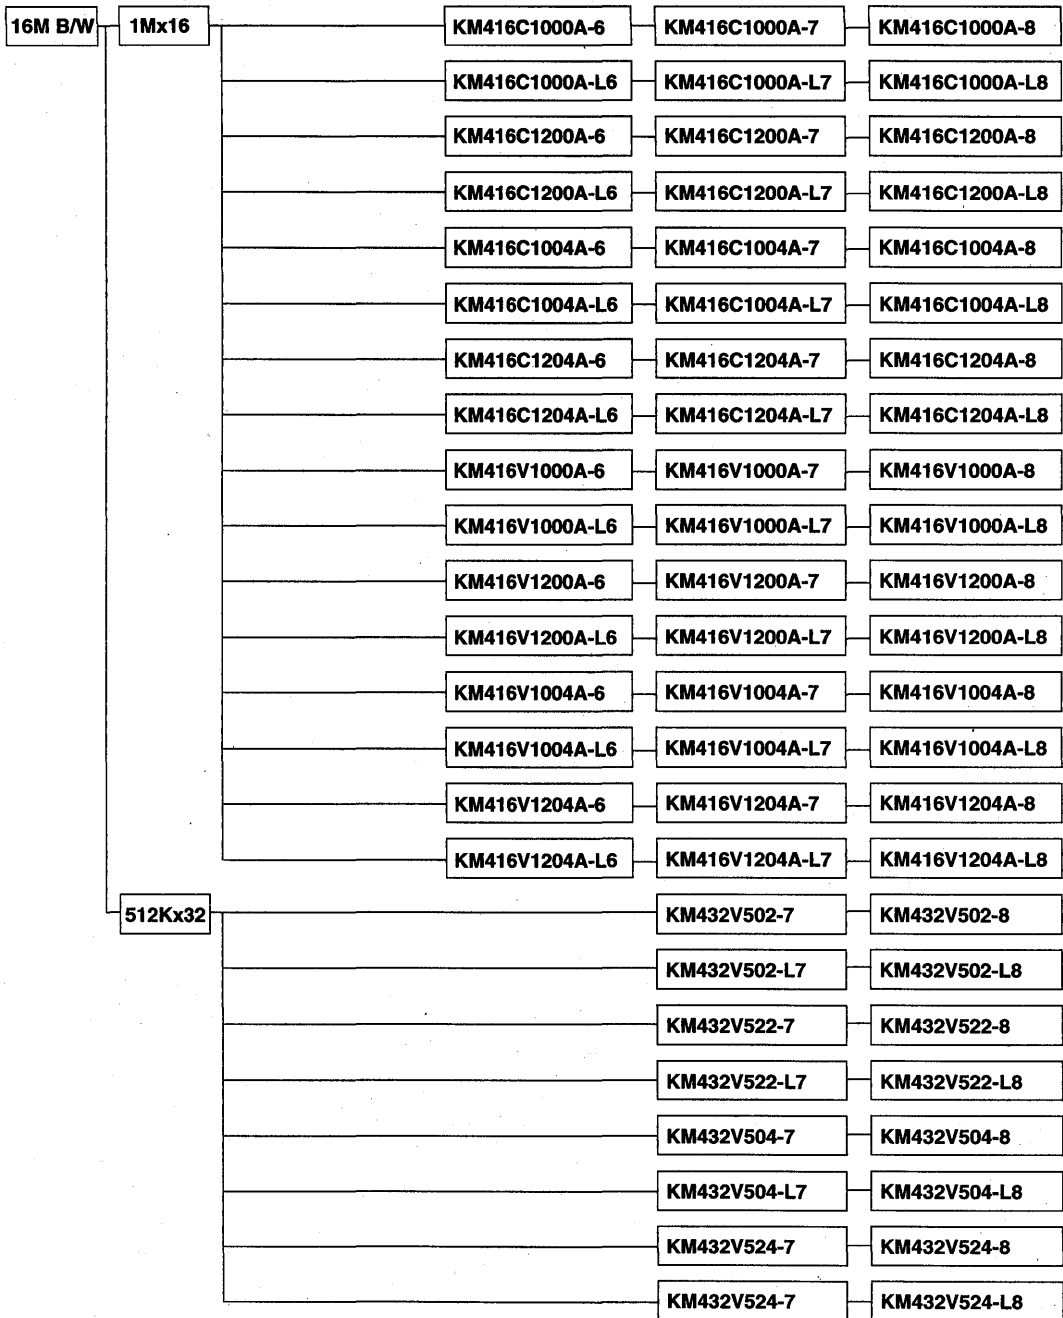 16M B/W 1Mx16 KM416C1000A-6 KM416C1000A-7 KM416C1000A-8
KM416C1000A-L6 KM416C1000A-L7 KM416C1000A-L8
KM416C1200A-6 KM416C1200A-7 KM416C1200A-8
KM416C1200A-L6 KM416C1200A-L7 KM416C1200A-L8
KM416C1004A-6 KM416C1004A-7 KM416C1004A-8
KM416C1004A-L6 KM416C1004A-L7 KM416C1004A-L8
KM416C1204A-6 KM416C1204A-7 KM416C1204A-8
KM416C1204A-L6 KM416C1204A-L7 KM416C1204A-L8
KM416V1000A-6 KM416V1000A-7 KM416V1000A-8
KM416V1000A-L6 KM416V1000A-L7 KM416V1000A-L8
KM416V1200A-6 KM416V1200A-7 KM416V1200A-8
KM416V1200A-L6 KM416V1200A-L7 KM416V1200A-L8
KM416V1004A-6 KM416V1004A-7 KM416V1004A-8
KM416V1004A-L6 KM416V1004A-L7 KM416V1004A-L8
KM416V1204A-6 KM416V1204A-7 KM416V1204A-8
KM416V1204A-L6 KM416V1204A-L7 KM416V1204A-L8
512Kx32 KM432V502-7 KM432V502-8
KM432V502-L7 KM432V502-L8
KM432V522-7 KM432V522-8
KM432V522-L7 KM432V522-L8
KM432V504-7 KM432V504-8
KM432V504-L7 KM432V504-L8
KM432V524-7 KM432V524-8
KM432V524-7 KM432V524-L8